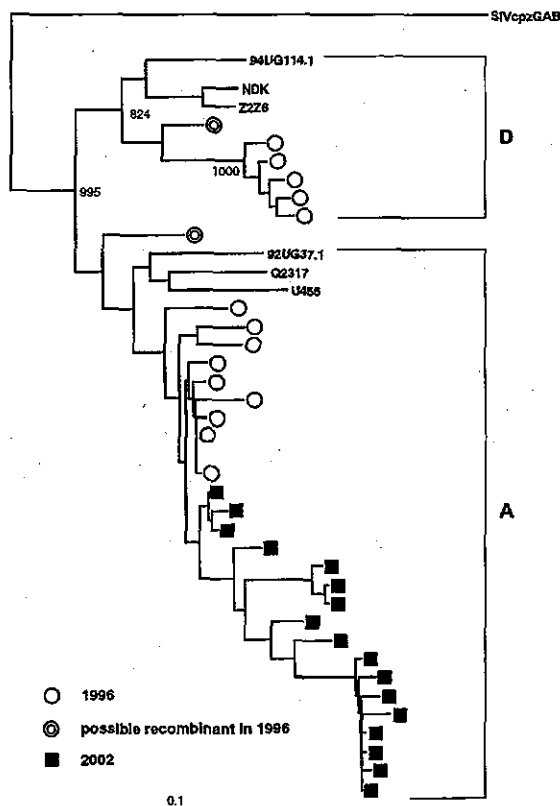 SIVcpzGAB
94UG114.1
NDK
Z2Z6
824
D
1000
995
92UG37.1
Q2317
U455
A
1996
possible recombinant in 1996
2002
0.1